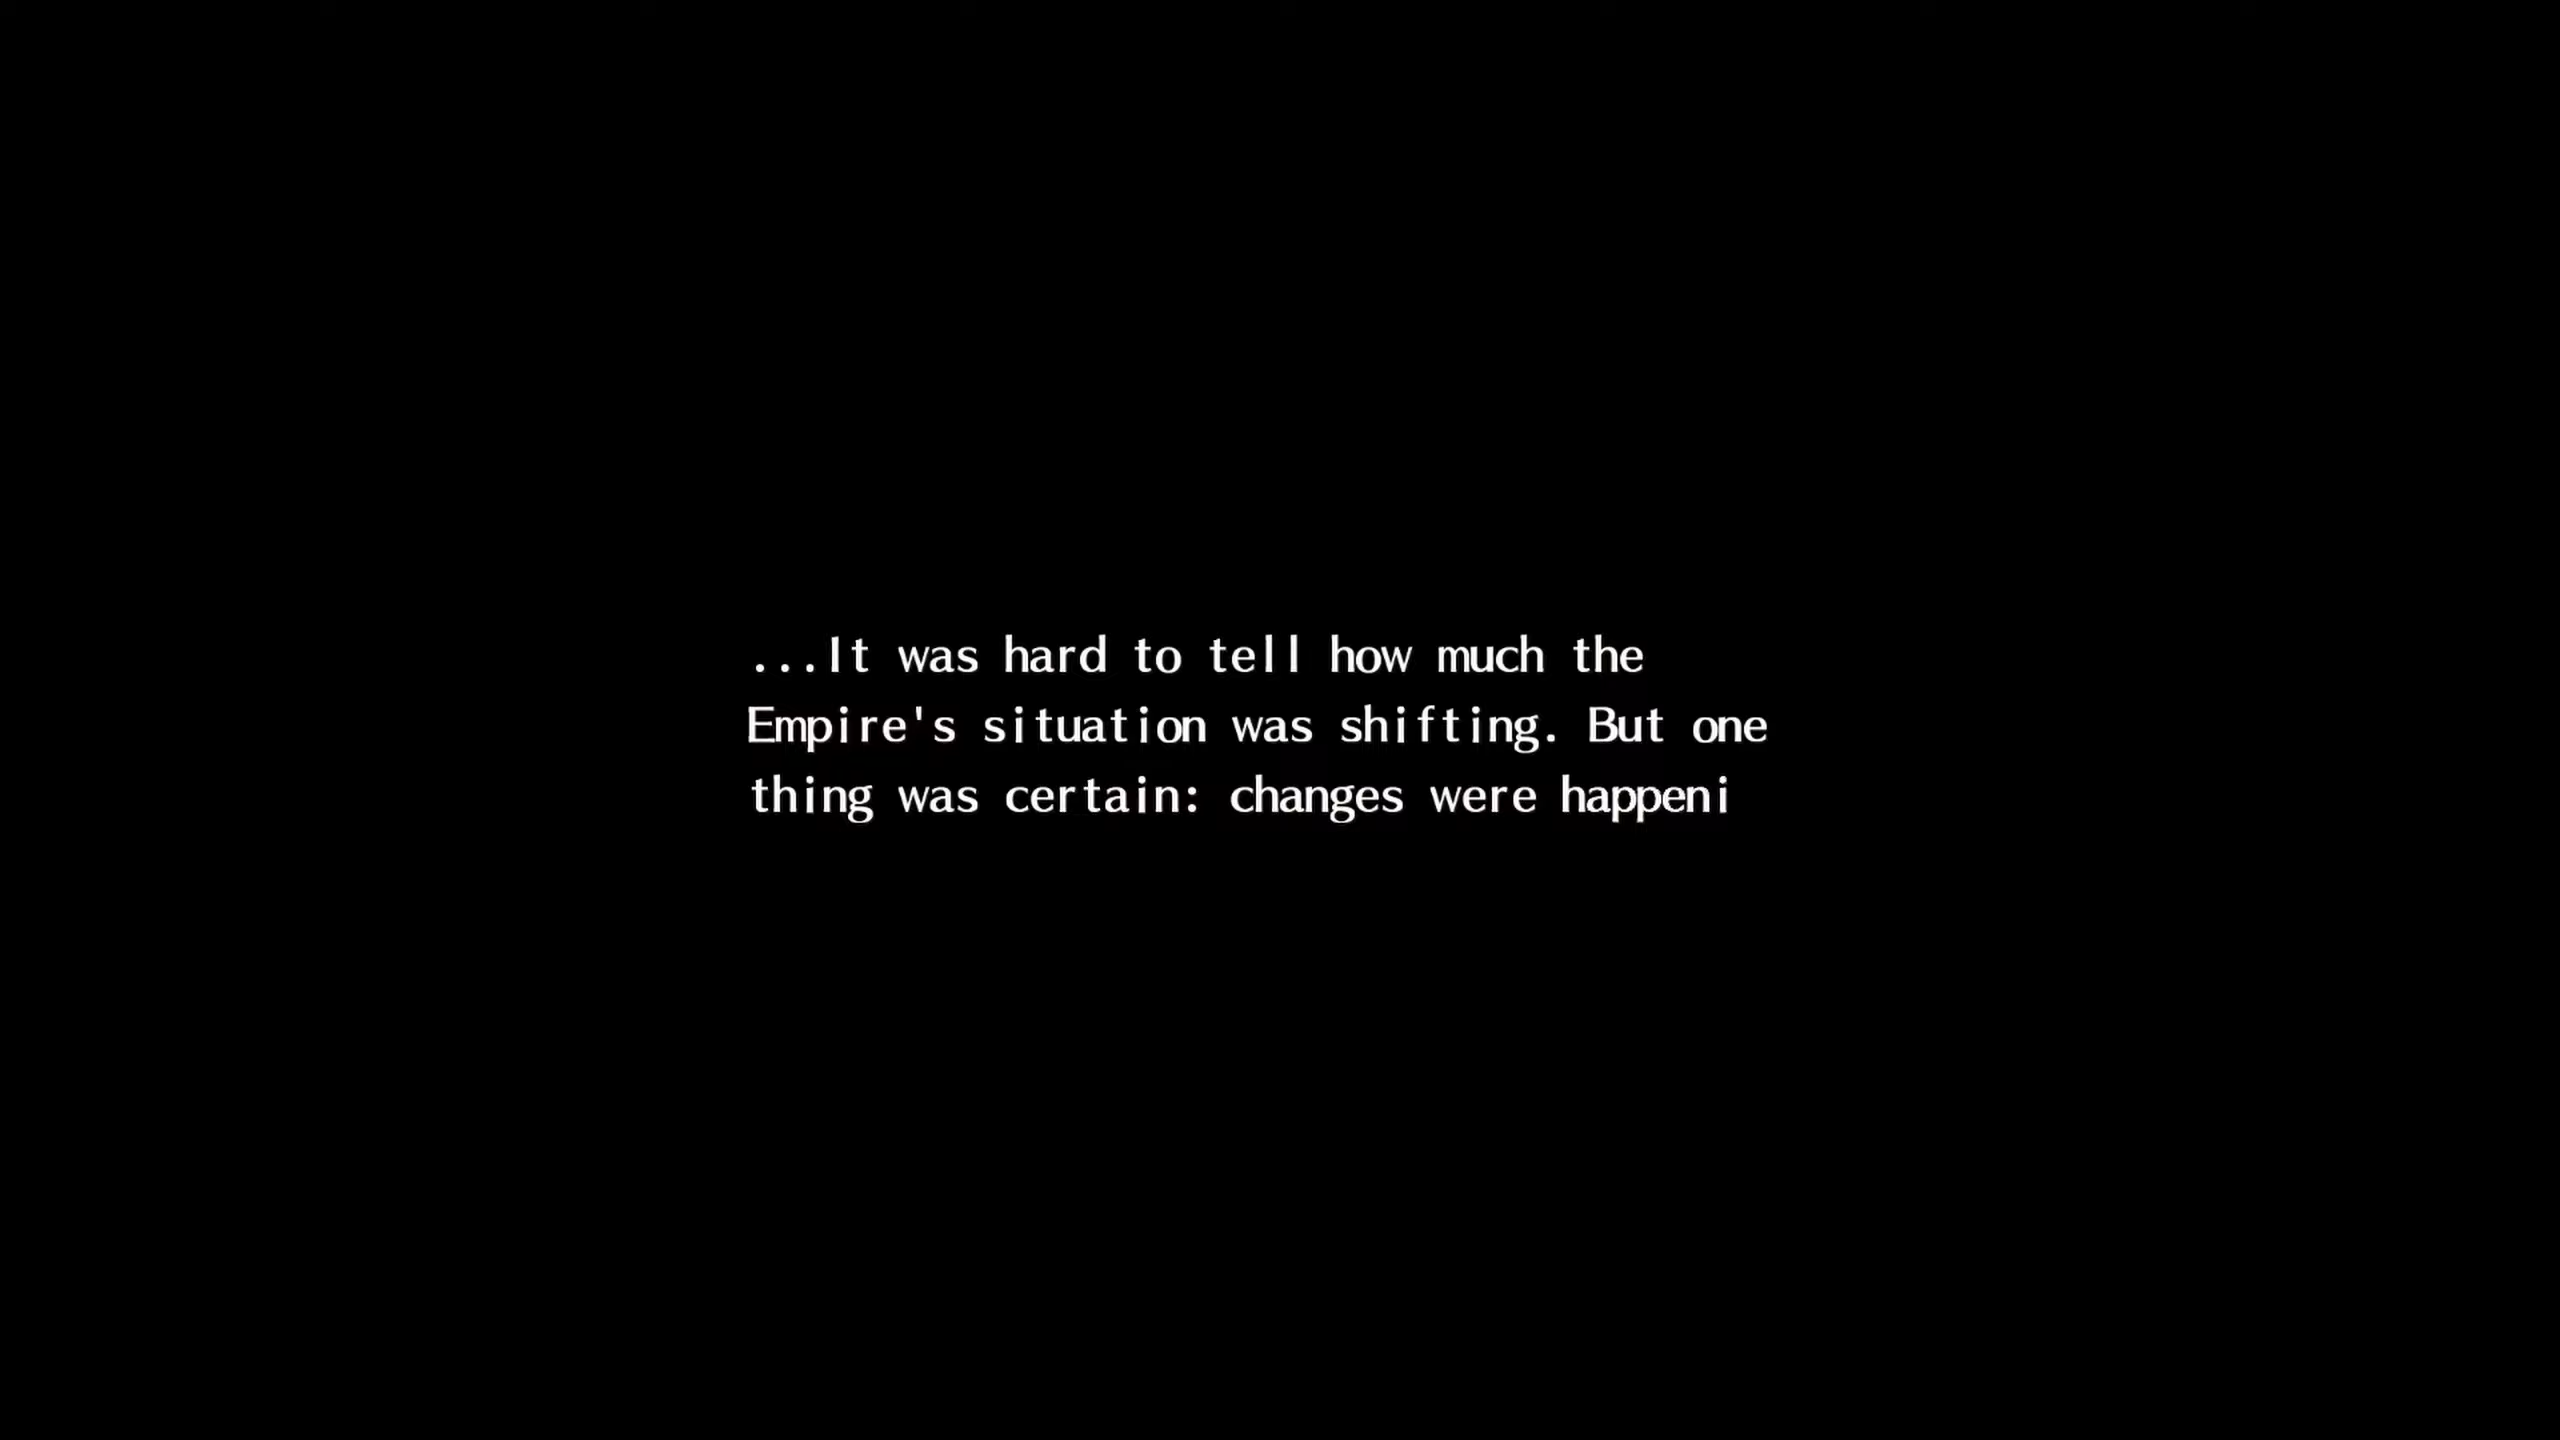 ...It was hard to tell how much the
Empire's situation was shifting. But one
thing was certain: changes were happeni